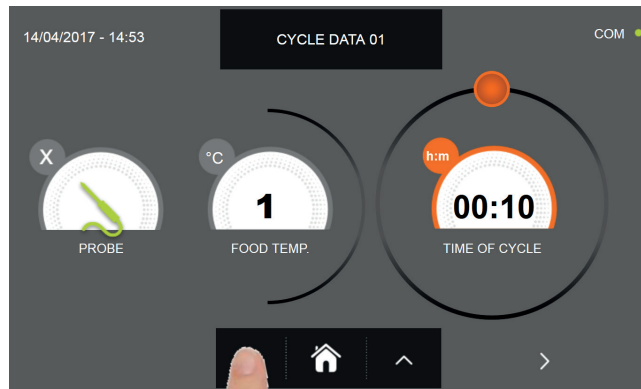 14/04/2017 - 14:53
CYCLE DATA 01
COM
X
°C
h:m
1
00:10
PROBE
FOOD TEMP.
TIME OF CYCLE